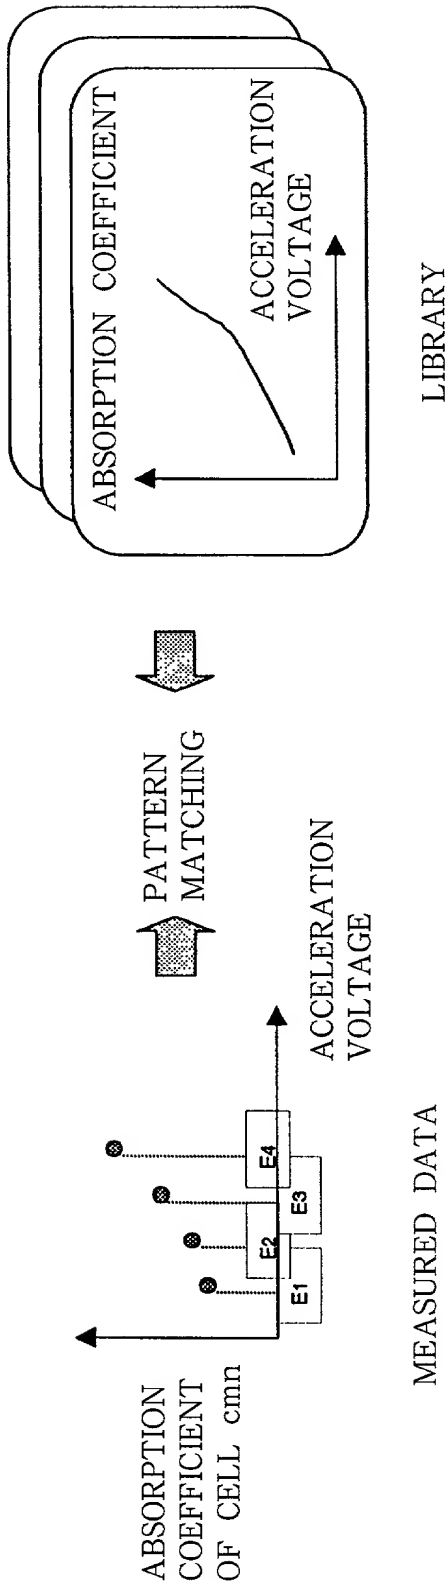 ABSORPTION
COEFFICIENT
OF CELL cmn
E1
E2
E3
E4
ACCELERATION
VOLTAGE
MEASURED DATA
PATTERN
MATCHING
ABSORPTION COEFFICIENT
ACCELERATION
VOLTAGE
LIBRARY